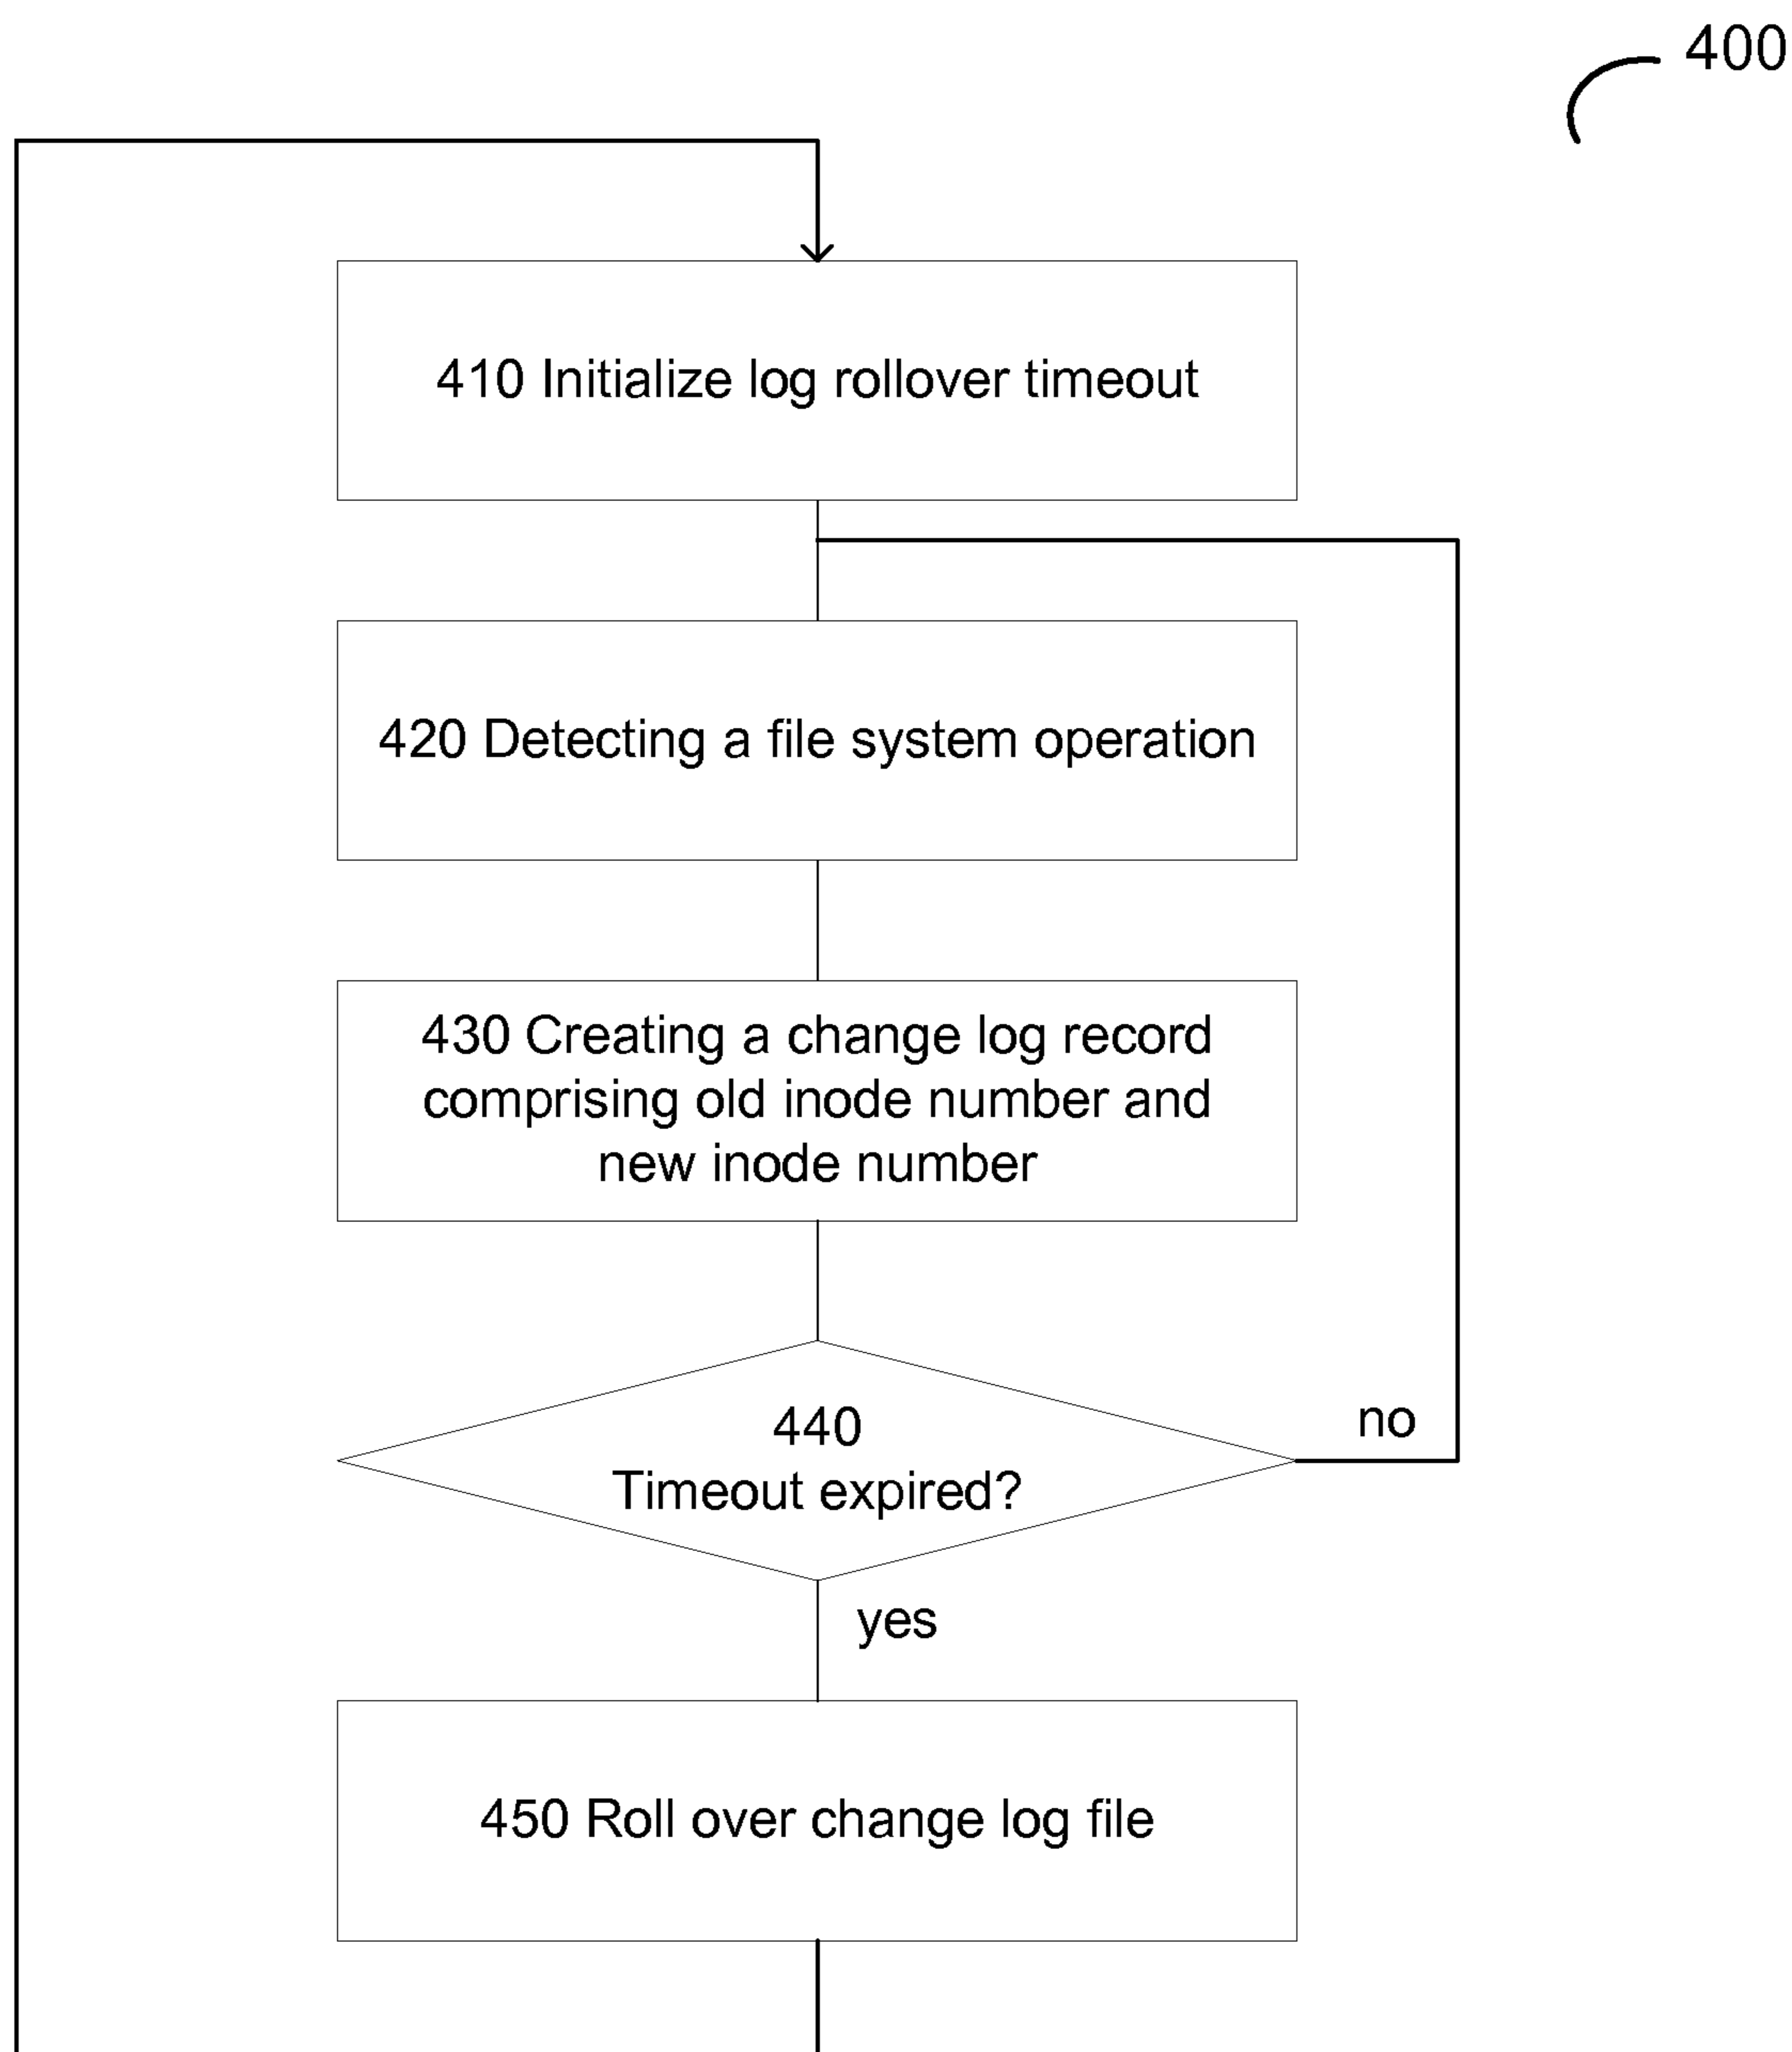 400
410 Initialize log rollover timeout
420 Detecting a file system operation
430 Creating a change log record
comprising old inode number and
new inode number
440
Timeout expired?
no
yes
450 Roll over change log file